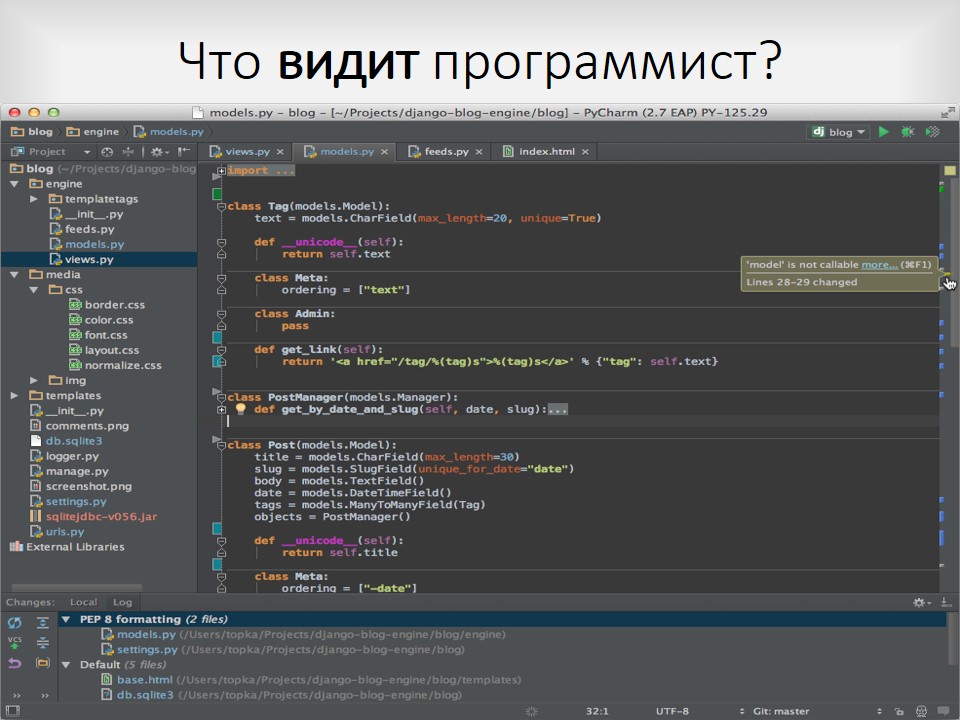 Что видит программист?
models.py – blog – [~/Projects/django-blog-engine/blog] – PyCharm (2.7 EAP) PY-125.29
blog engine models.py
dj blog
Project
views.py models.py feeds.py index.html
blog (~/Projects/django-blog
engine
templatetags
__init__.py
feeds.py
models.py
views.py
media
css
border.css
color.css
font.css
layout.css
normalize.css
img
templates
__init__.py
comments.png
db.sqlite3
logger.py
manage.py
screenshot.png
settings.py
sqlitejdbc-v056.jar
urls.py
External Libraries
import ...
class Tag(models.Model):
text = models.CharField(max_length=20, unique=True)
def __unicode__(self):
return self.text
class Meta:
ordering = ["text"]
class Admin:
pass
def get_link(self):
return '<a href="/tag/%(tag)s">%(tag)s</a>' % {"tag": self.text}
class PostManager(models.Manager):
def get_by_date_and_slug(self, date, slug):...
class Post(models.Model):
title = models.CharField(max_length=30)
slug = models.SlugField(unique_for_date="date")
body = models.TextField()
date = models.DateTimeField()
tags = models.ManyToManyField(Tag)
objects = PostManager()
def __unicode__(self):
return self.title
class Meta:
ordering = ["-date"]
'model' is not callable more... (⌘F1)
Lines 28–29 changed
Changes: Local Log
VCS
PEP 8 formatting (2 files)
models.py (/Users/topka/Projects/django-blog-engine/blog/engine)
settings.py (/Users/topka/Projects/django-blog-engine/blog)
Default (5 files)
base.html (/Users/topka/Projects/django-blog-engine/blog/templates)
db.sqlite3 (/Users/topka/Projects/django-blog-engine/blog)
32:1 UTF-8 Git: master